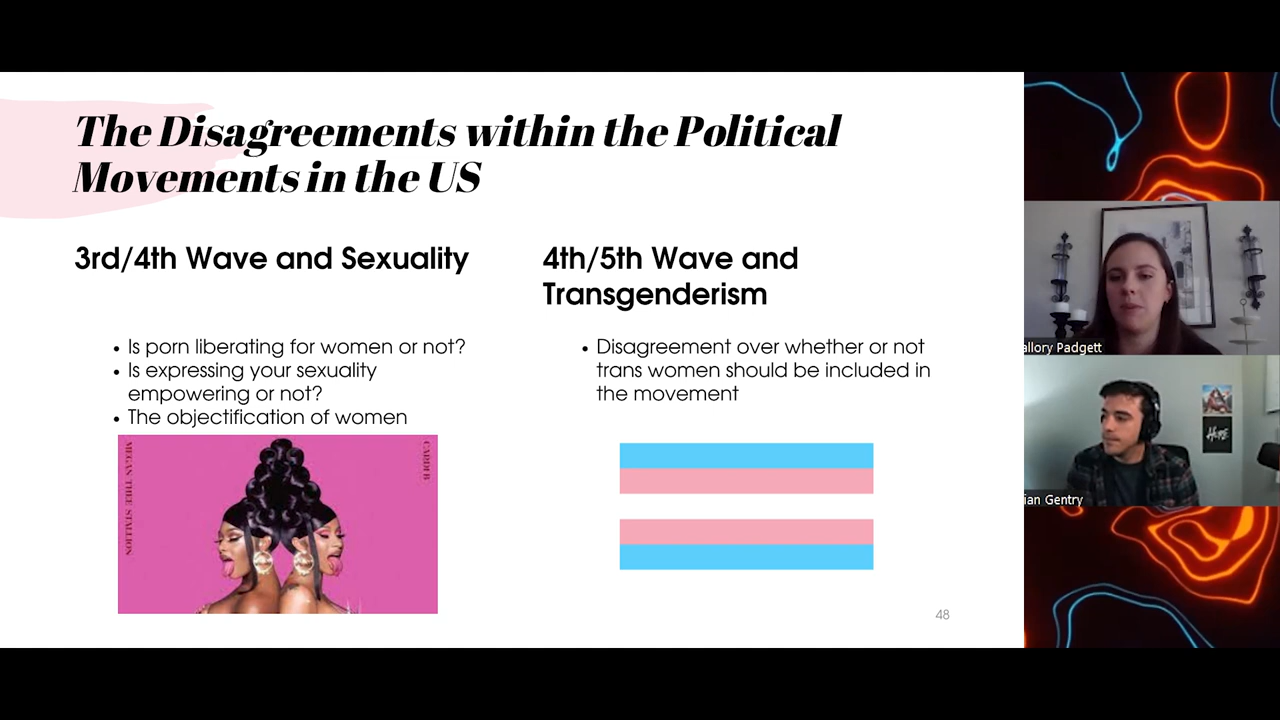 The Disagreements within the Political
Movements in the US
3rd/4th Wave and Sexuality
• Is porn liberating for women or not?
• Is expressing your sexuality
empowering or not?
• The objectification of women
MEGAN THEE STALLION
CARDI B
4th/5th Wave and
Transgenderism
• Disagreement over whether or not
trans women should be included in
the movement
48
allory Padgett
HERE
ian Gentry